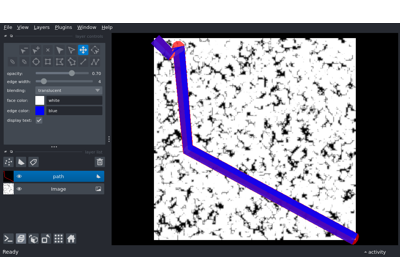 File View Layers Plugins Window Help
opacity: 0.70
edge width: 4
blending: translucent
face color: white
edge color: blue
display text:
path
Image
Ready
activity